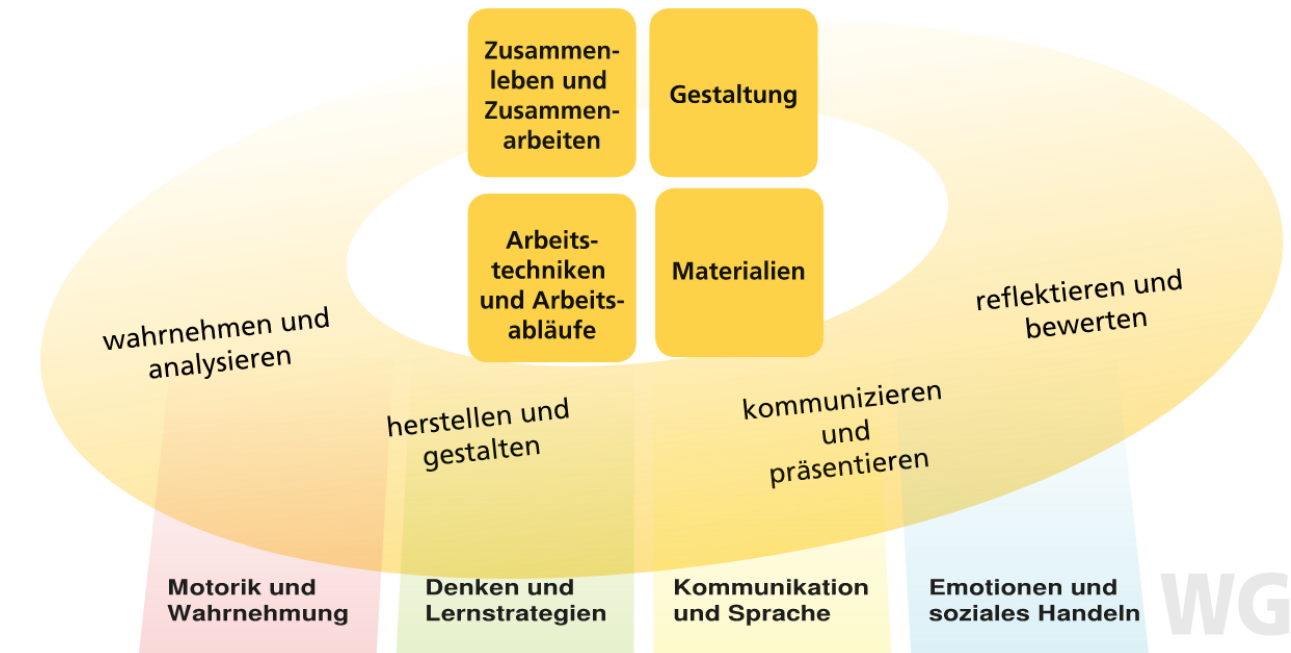 Zusammen-
leben und
Zusammen-
arbeiten
Gestaltung
Arbeits-
techniken
und Arbeits-
abläufe
Materialien
wahrnehmen und
analysieren
herstellen und
gestalten
kommunizieren
und
präsentieren
reflektieren und
bewerten
Motorik und
Wahrnehmung
Denken und
Lernstrategien
Kommunikation
und Sprache
Emotionen und
soziales Handeln
WG